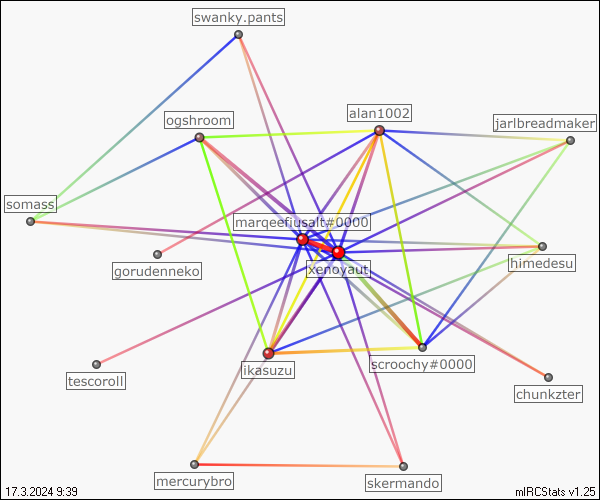 swanky.pants
alan1002
ogshroom
jarlbreadmaker
somass
marqeefiusalt#0000
gorudenneko
xenoyaut
himedesu
ikasuzu
scroochy#0000
tescoroll
chunkzter
mercurybro
skermando
17.3.2024 9:39
mIRCStats v1.25